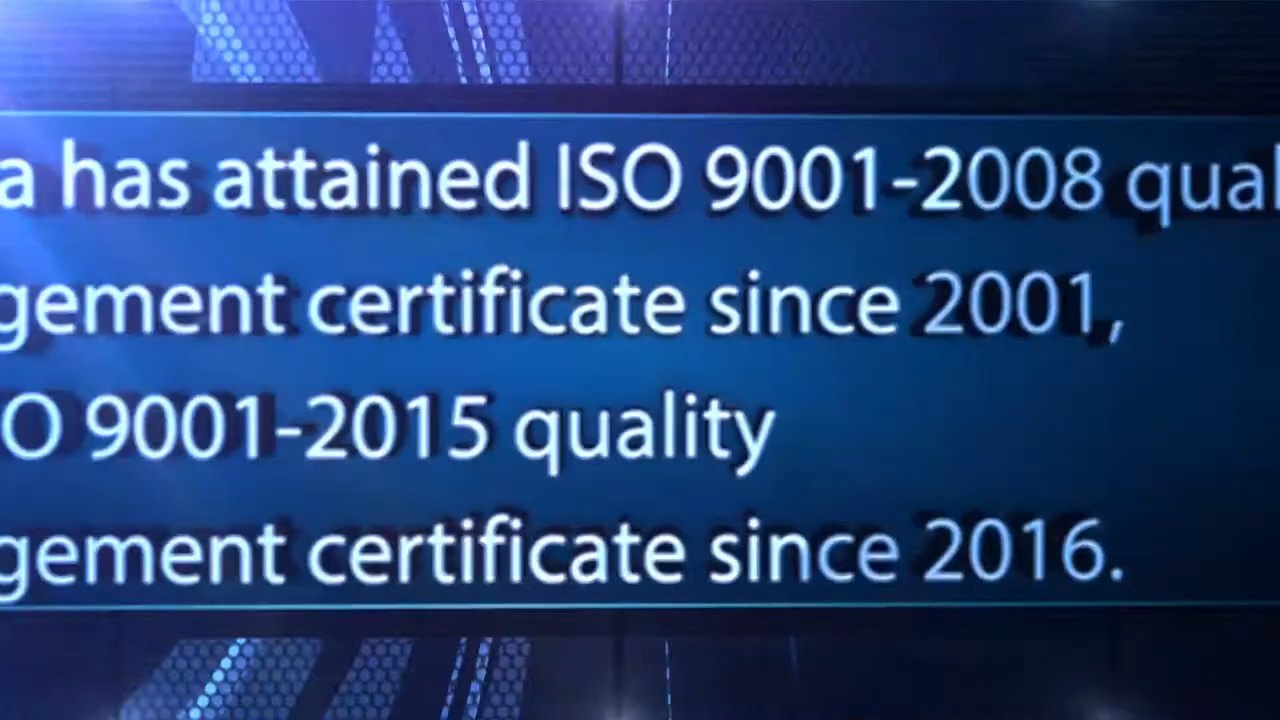 a has attained ISO 9001-2008 qual
gement certificate since 2001,
O 9001-2015 quality
gement certificate since 2016.